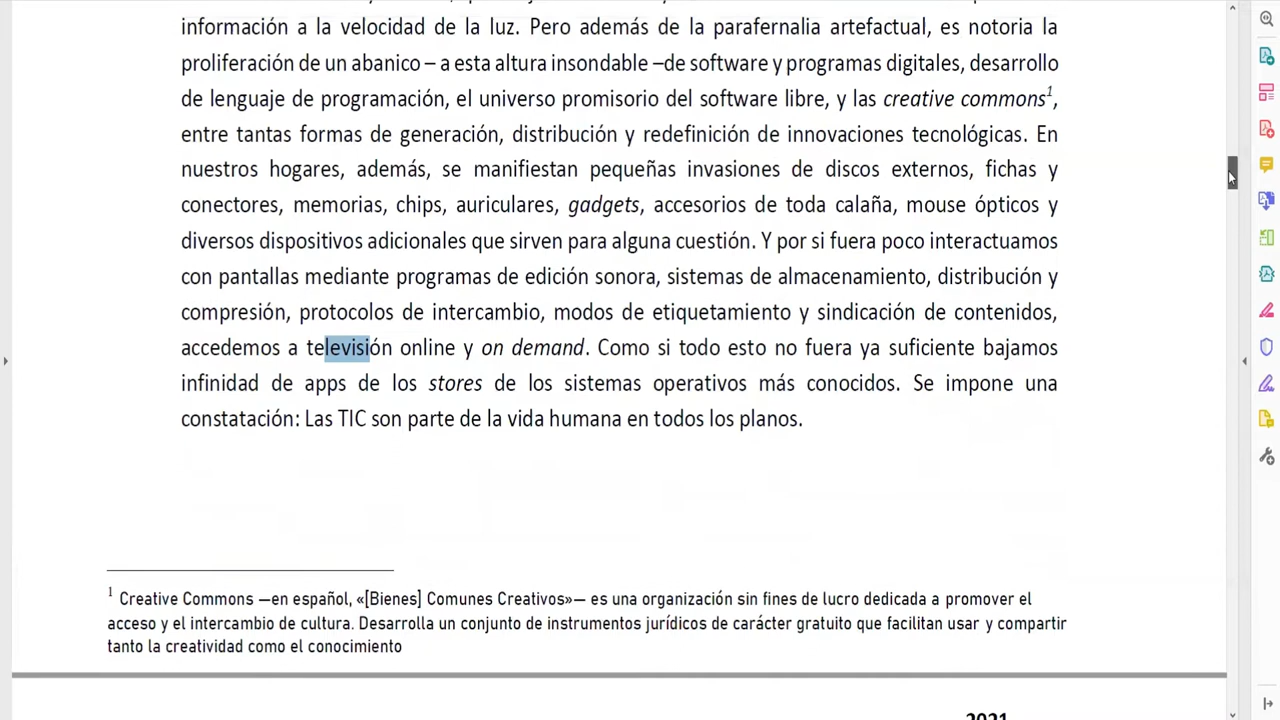 información a la velocidad de la luz. Pero además de la parafernalia artefactual, es notoria la
proliferación de un abanico – a esta altura insondable –de software y programas digitales, desarrollo
de lenguaje de programación, el universo promisorio del software libre, y las creative commons¹,
entre tantas formas de generación, distribución y redefinición de innovaciones tecnológicas. En
nuestros hogares, además, se manifiestan pequeñas invasiones de discos externos, fichas y
conectores, memorias, chips, auriculares, gadgets, accesorios de toda calaña, mouse ópticos y
diversos dispositivos adicionales que sirven para alguna cuestión. Y por si fuera poco interactuamos
con pantallas mediante programas de edición sonora, sistemas de almacenamiento, distribución y
compresión, protocolos de intercambio, modos de etiquetamiento y sindicación de contenidos,
accedemos a televisión online y on demand. Como si todo esto no fuera ya suficiente bajamos
infinidad de apps de los stores de los sistemas operativos más conocidos. Se impone una
constatación: Las TIC son parte de la vida humana en todos los planos.
¹ Creative Commons —en español, «[Bienes] Comunes Creativos»— es una organización sin fines de lucro dedicada a promover el
acceso y el intercambio de cultura. Desarrolla un conjunto de instrumentos jurídicos de carácter gratuito que facilitan usar y compartir
tanto la creatividad como el conocimiento
2021